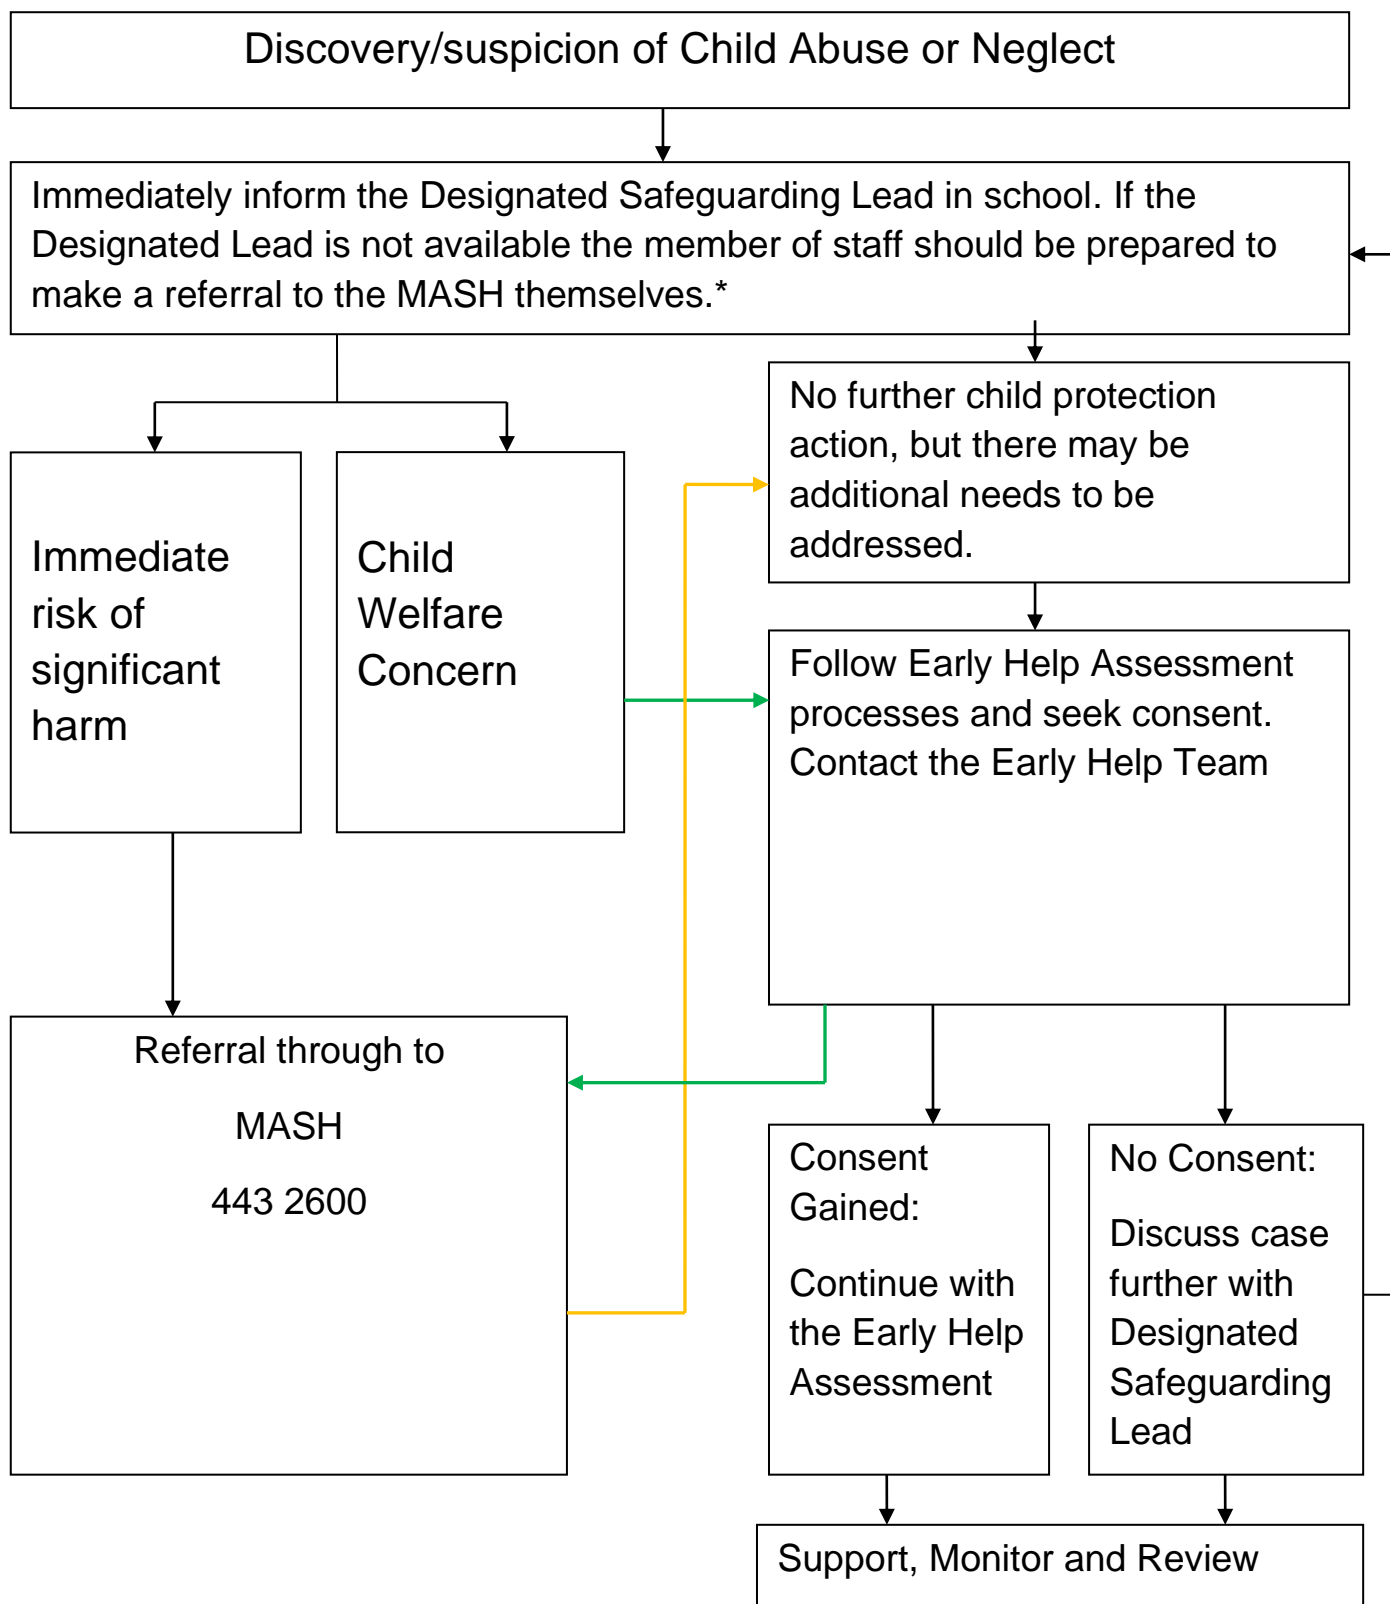 Discovery/suspicion of Child Abuse or Neglect
Immediately inform the Designated Safeguarding Lead in school. If the
Designated Lead is not available the member of staff should be prepared to
make a referral to the MASH themselves.*
No further child protection
action, but there may be
additional needs to be
addressed.
Immediate
risk of
significant
harm
Child
Welfare
Concern
Follow Early Help Assessment
processes and seek consent.
Contact the Early Help Team
Referral through to
MASH
443 2600
Consent
Gained:
Continue with
the Early Help
Assessment
No Consent:
Discuss case
further with
Designated
Safeguarding
Lead
Support, Monitor and Review